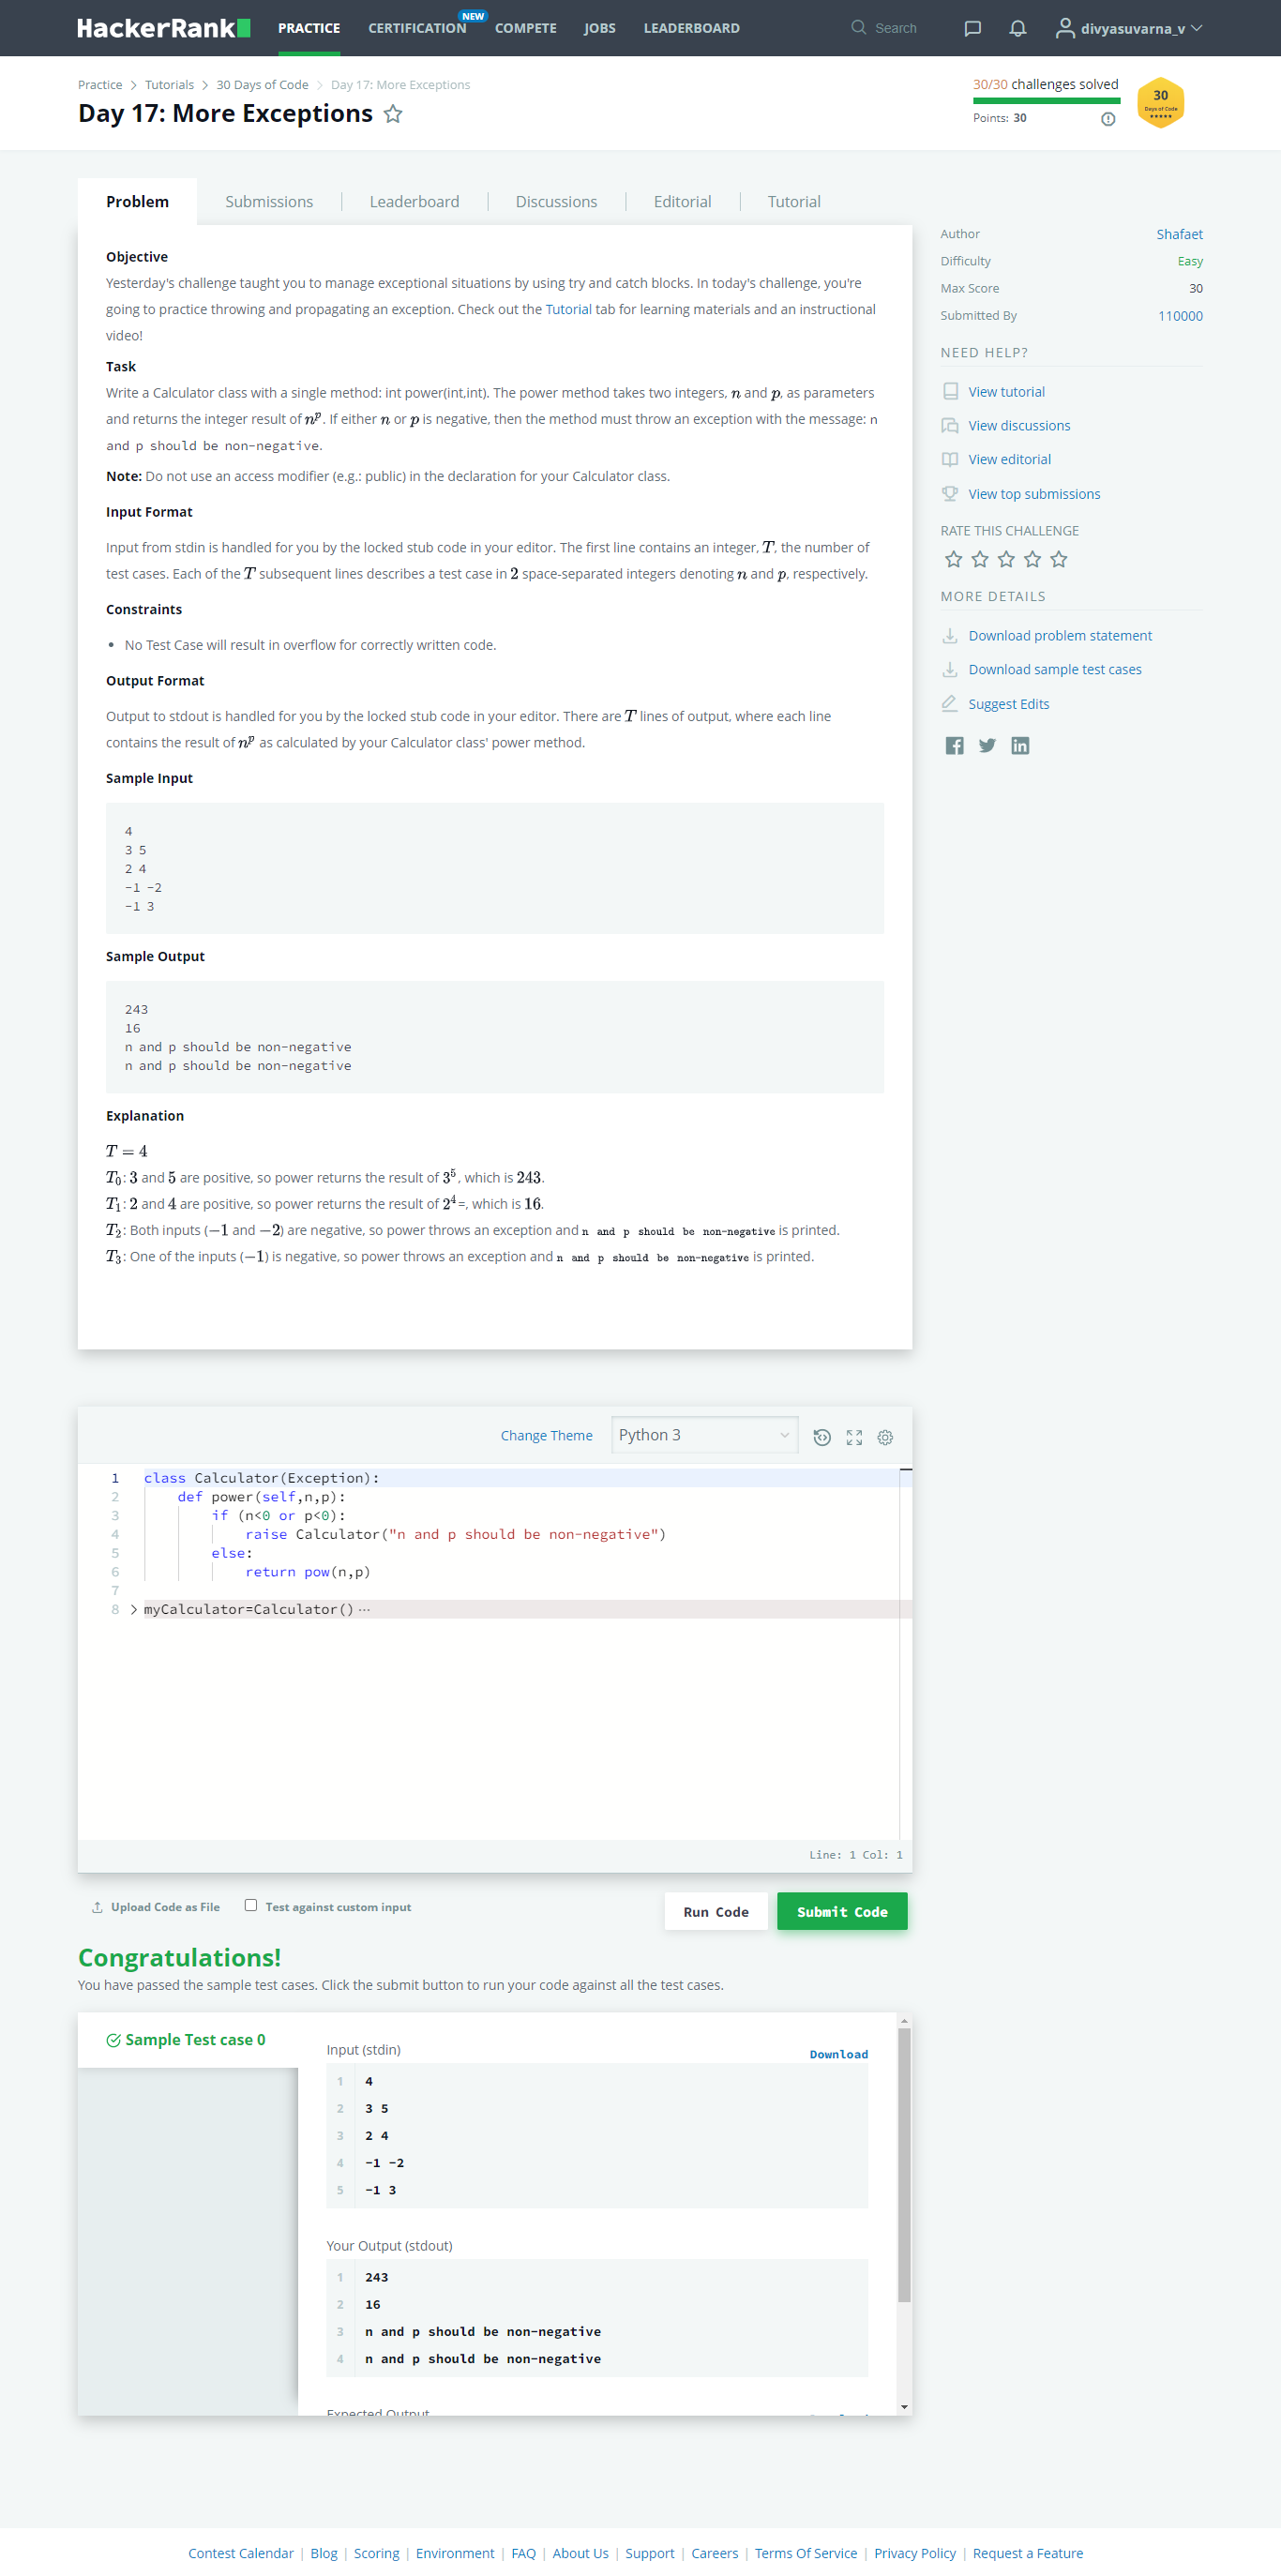 HackerRank PRACTICE CERTIFICATION NEW COMPETE JOBS LEADERBOARD Search divyasuvarna_v
Practice > Tutorials > 30 Days of Code > Day 17: More Exceptions
Day 17: More Exceptions
30/30 challenges solved
Points: 30
30
Days of Code
Problem Submissions Leaderboard Discussions Editorial Tutorial
Objective
Yesterday's challenge taught you to manage exceptional situations by using try and catch blocks. In today's challenge, you're
going to practice throwing and propagating an exception. Check out the Tutorial tab for learning materials and an instructional
video!
Task
Write a Calculator class with a single method: int power(int,int). The power method takes two integers, n and p, as parameters
and returns the integer result of n^p. If either n or p is negative, then the method must throw an exception with the message: n
and p should be non-negative.
Note: Do not use an access modifier (e.g.: public) in the declaration for your Calculator class.
Input Format
Input from stdin is handled for you by the locked stub code in your editor. The first line contains an integer, T, the number of
test cases. Each of the T subsequent lines describes a test case in 2 space-separated integers denoting n and p, respectively.
Constraints
• No Test Case will result in overflow for correctly written code.
Output Format
Output to stdout is handled for you by the locked stub code in your editor. There are T lines of output, where each line
contains the result of n^p as calculated by your Calculator class' power method.
Sample Input
4
3 5
2 4
-1 -2
-1 3
Sample Output
243
16
n and p should be non-negative
n and p should be non-negative
Explanation
T = 4
T₀: 3 and 5 are positive, so power returns the result of 3⁵, which is 243.
T₁: 2 and 4 are positive, so power returns the result of 2⁴=, which is 16.
T₂: Both inputs (−1 and −2) are negative, so power throws an exception and n and p should be non-negative is printed.
T₃: One of the inputs (−1) is negative, so power throws an exception and n and p should be non-negative is printed.
Author Shafaet
Difficulty Easy
Max Score 30
Submitted By 110000
NEED HELP?
View tutorial
View discussions
View editorial
View top submissions
RATE THIS CHALLENGE
MORE DETAILS
Download problem statement
Download sample test cases
Suggest Edits
Change Theme Python 3
1 class Calculator(Exception):
2 def power(self,n,p):
3 if (n<0 or p<0):
4 raise Calculator("n and p should be non-negative")
5 else:
6 return pow(n,p)
7
8 > myCalculator=Calculator() ···
Line: 1 Col: 1
Upload Code as File Test against custom input Run Code Submit Code
Congratulations!
You have passed the sample test cases. Click the submit button to run your code against all the test cases.
Sample Test case 0
Input (stdin) Download
1 4
2 3 5
3 2 4
4 -1 -2
5 -1 3
Your Output (stdout)
1 243
2 16
3 n and p should be non-negative
4 n and p should be non-negative
Expected Output
Contest Calendar | Blog | Scoring | Environment | FAQ | About Us | Support | Careers | Terms Of Service | Privacy Policy | Request a Feature